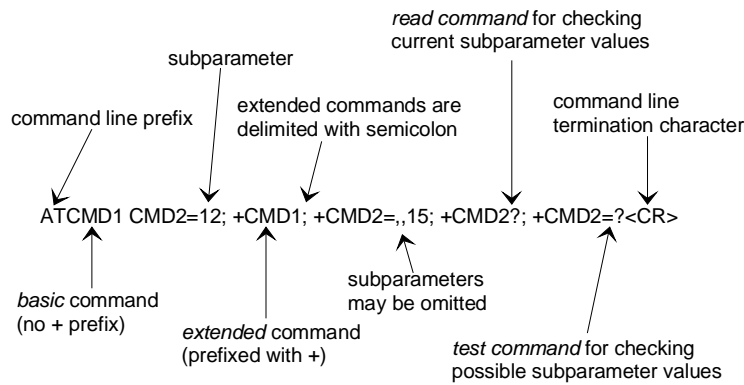 read command for checking
current subparameter values
subparameter
extended commands are
delimited with semicolon
command line
termination character
command line prefix
ATCMD1 CMD2=12; +CMD1; +CMD2=,,15; +CMD2?; +CMD2=?<CR>
subparameters
may be omitted
basic command
(no + prefix)
extended command
(prefixed with +)
test command for checking
possible subparameter values